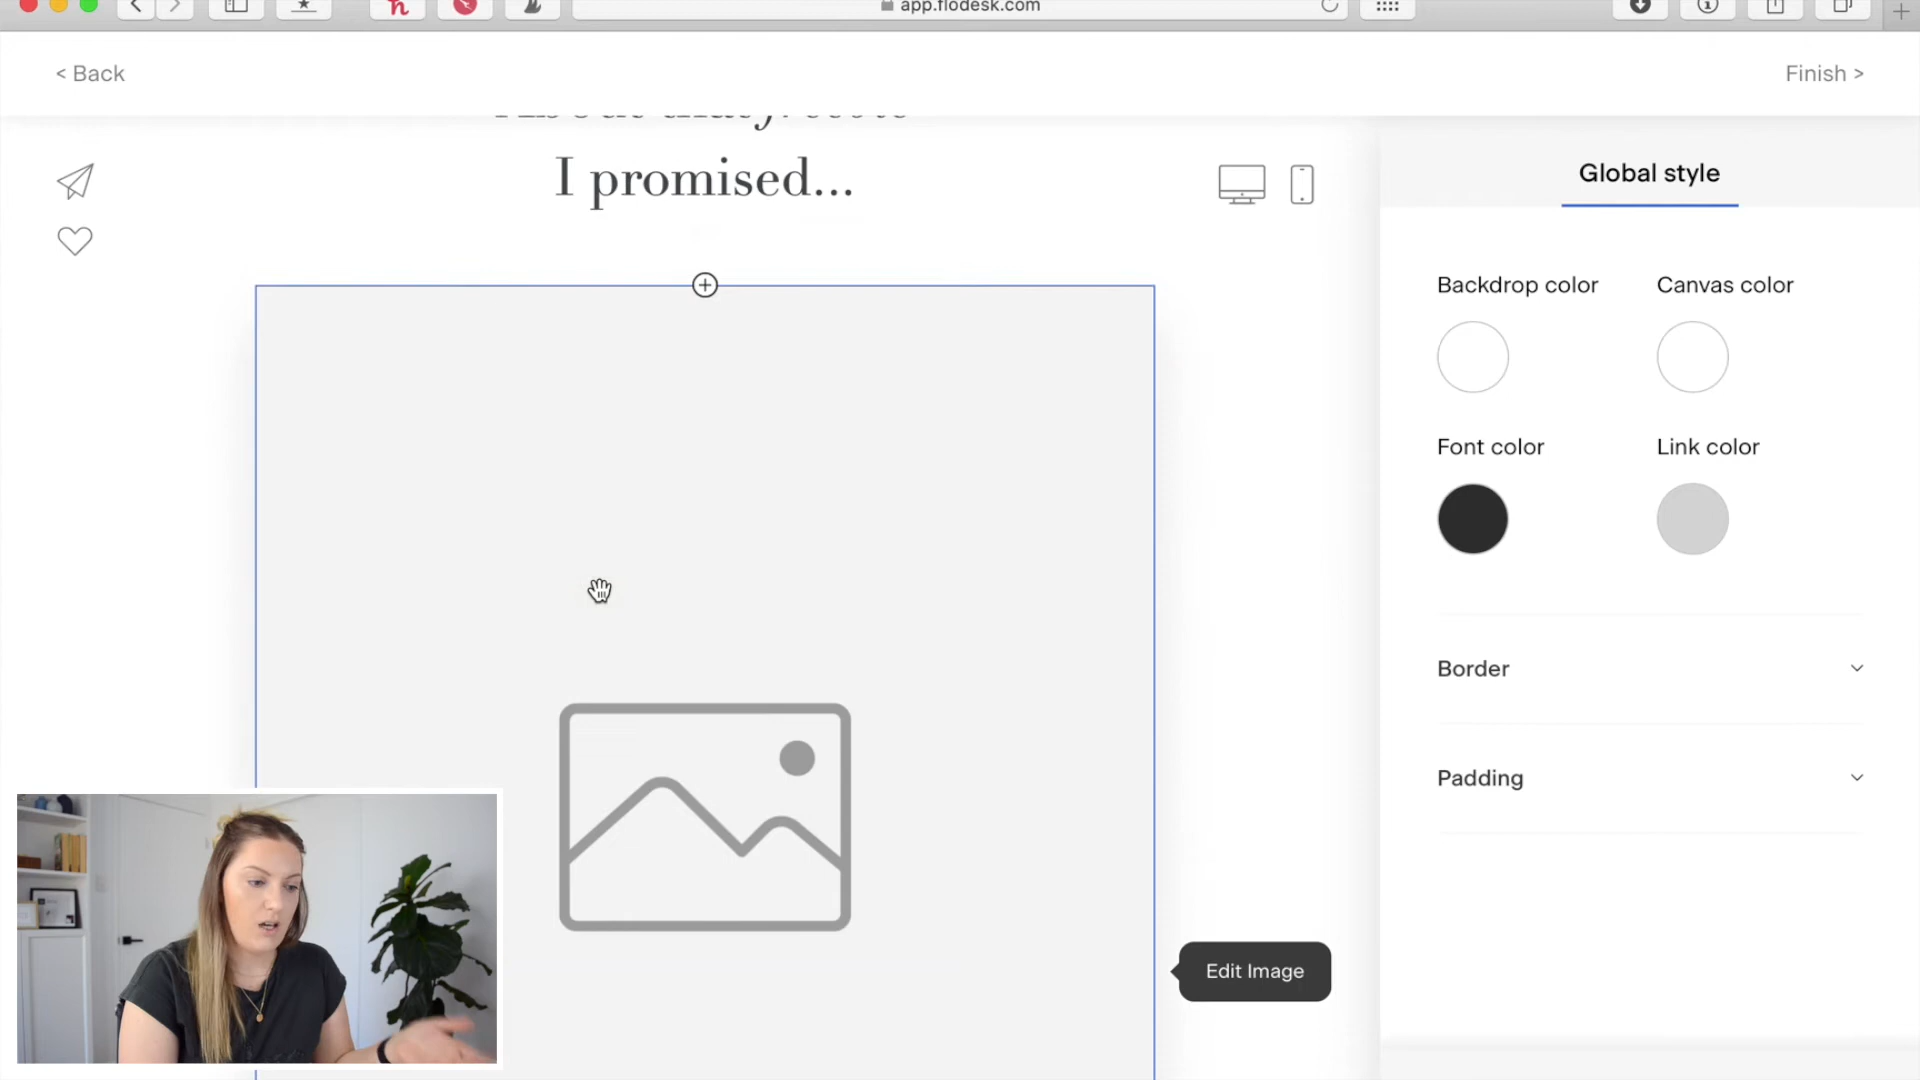 app.flodesk.com
< Back
Finish >
I promised...
Global style
Backdrop color
Canvas color
Font color
Link color
Border
Padding
Edit Image